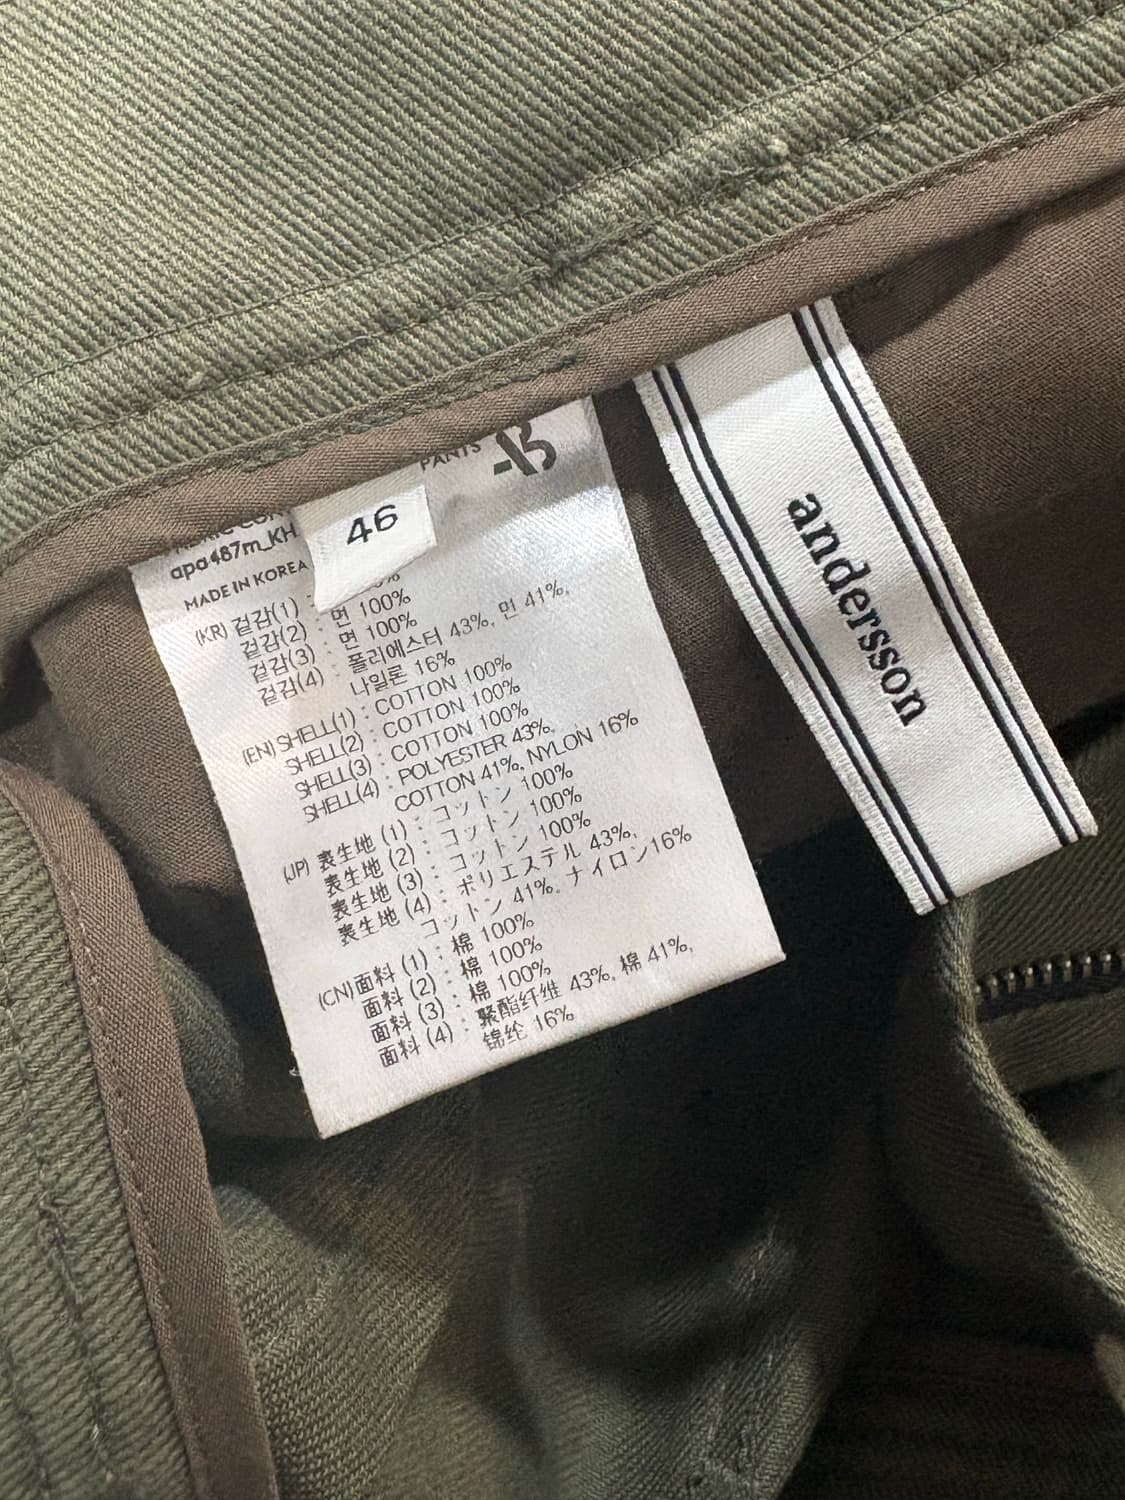 PANTS
46
apa487m_KH
MADE IN KOREA
(KR) 겉감(1) :
겉감(2) : 면 100%
겉감(3) : 면 100%
겉감(4) : 폴리에스터 43%, 면 41%,
나일론 16%
(EN) SHELL(1) : COTTON 100%
SHELL(2) : COTTON 100%
SHELL(3) : COTTON 100%
SHELL(4) : POLYESTER 43%,
COTTON 41%, NYLON 16%
(JP) 表生地 (1) : コットン 100%
表生地 (2) : コットン 100%
表生地 (3) : コットン 100%
表生地 (4) : ポリエステル 43%,
コットン 41%, ナイロン16%
(CN) 面料 (1) : 棉 100%
面料 (2) : 棉 100%
面料 (3) : 棉 100%
面料 (4) : 聚酯纤维 43%, 棉 41%,
锦纶 16%
andersson